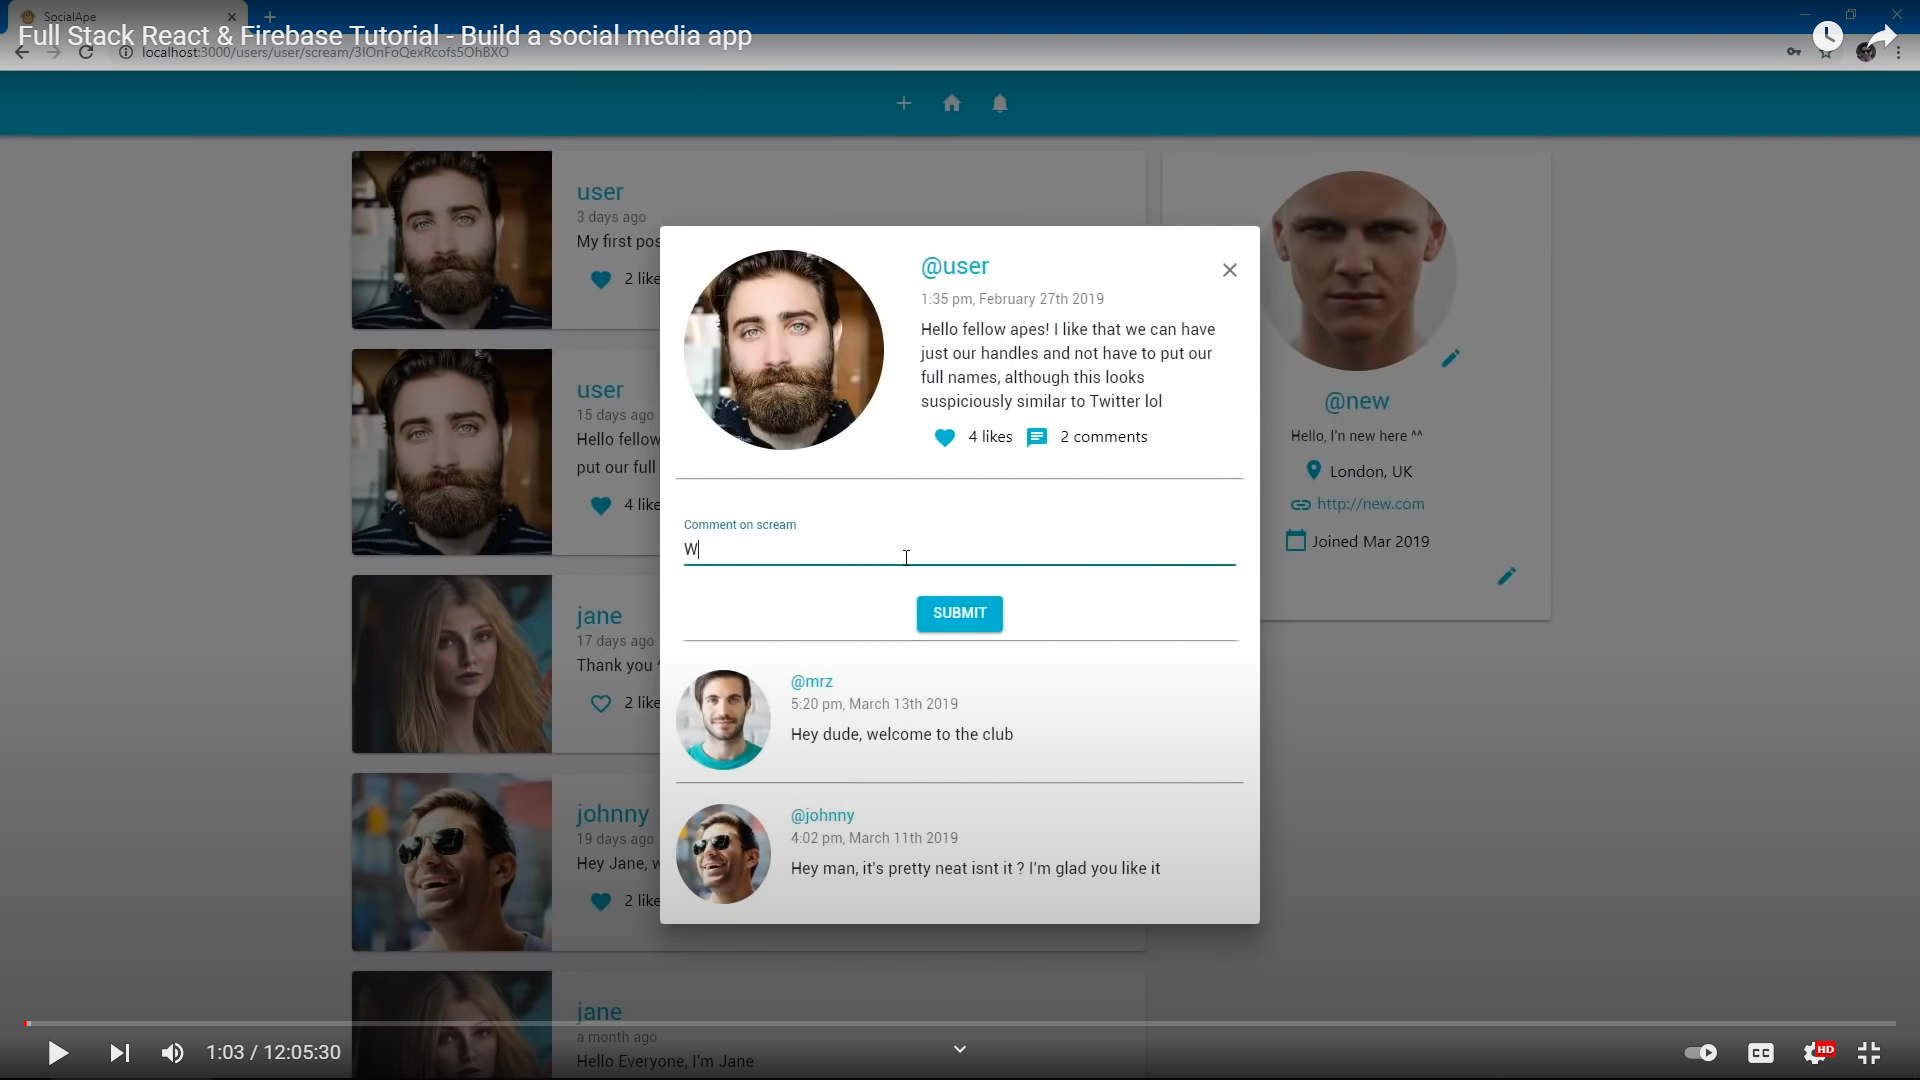 SocialApe
Full Stack React & Firebase Tutorial - Build a social media app
user
3 days ago
My first pos
2 like
user
15 days ago
Hello fellow
put our full
4 like
jane
17 days ago
Thank you ^
2 like
johnny
19 days ago
Hey Jane, w
2 like
jane
a month ago
Hello Everyone, I'm Jane
@user
1:35 pm, February 27th 2019
Hello fellow apes! I like that we can have
just our handles and not have to put our
full names, although this looks
suspiciously similar to Twitter lol
4 likes 2 comments
Comment on scream
W
SUBMIT
@mrz
5:20 pm, March 13th 2019
Hey dude, welcome to the club
@johnny
4:02 pm, March 11th 2019
Hey man, it's pretty neat isnt it ? I'm glad you like it
@new
Hello, I'n new here ^^
London, UK
http://new.com
Joined Mar 2019
1:03 / 12:05:30
CC
HD